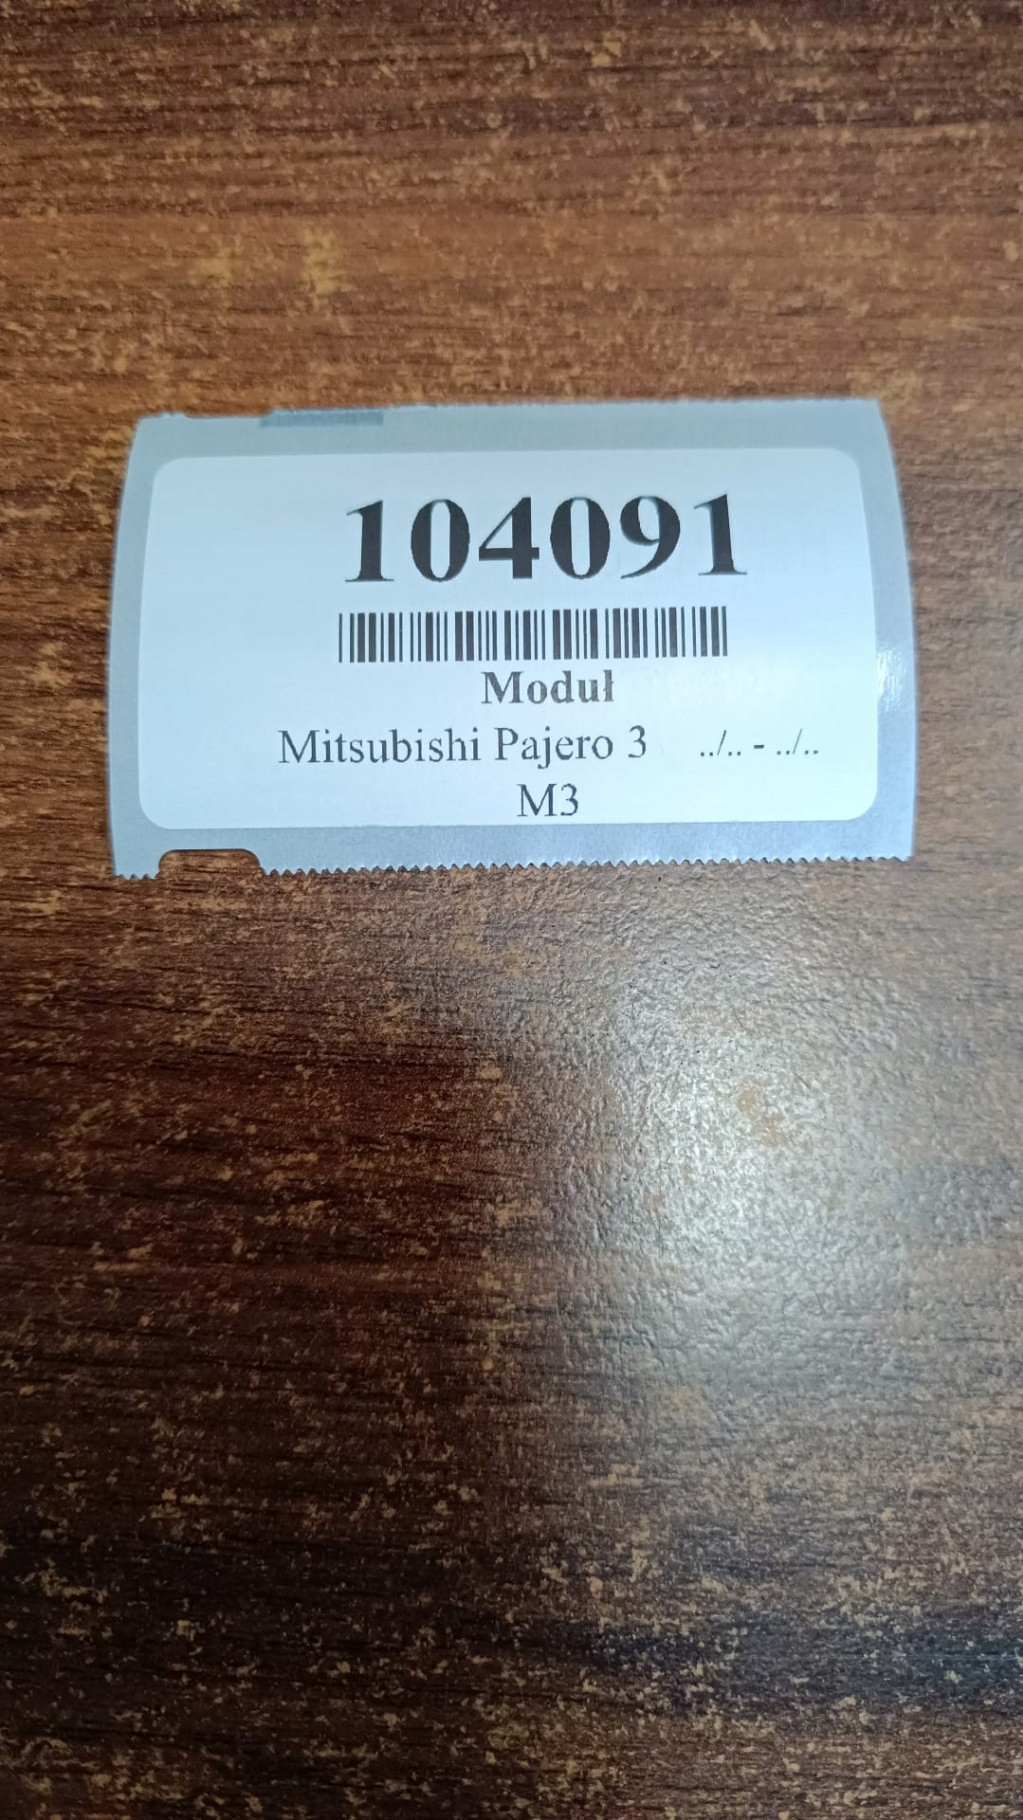 104091
Moduł
Mitsubishi Pajero 3 ../.. - ../..
M3